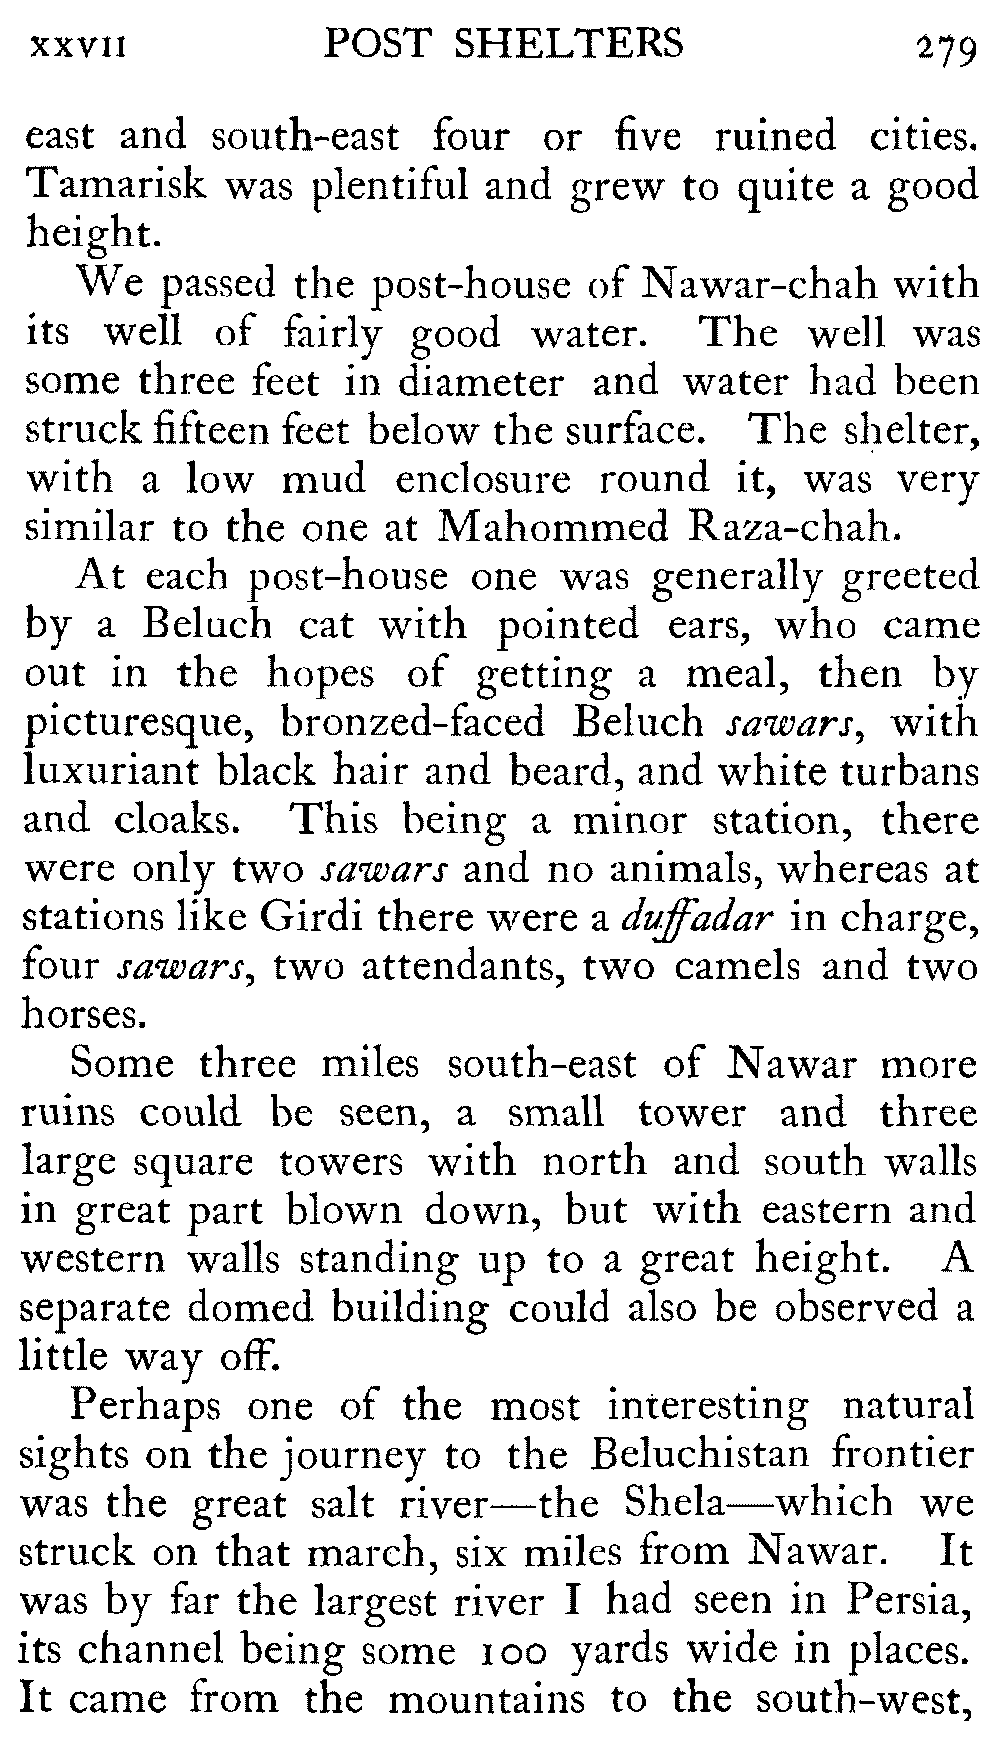 XXVII POST SHELTERS 279
east and south-east four or five ruined cities.
Tamarisk was plentiful and grew to quite a good
height.
We passed the post-house of Nawar-chah with
its well of fairly good water. The well was
some three feet in diameter and water had been
struck fifteen feet below the surface. The shelter,
with a low mud enclosure round it, was very
similar to the one at Mahommed Raza-chah.
At each post-house one was generally greeted
by a Beluch cat with pointed ears, who came
out in the hopes of getting a meal, then by
picturesque, bronzed-faced Beluch sawars, with
luxuriant black hair and beard, and white turbans
and cloaks. This being a minor station, there
were only two sawars and no animals, whereas at
stations like Girdi there were a duffadar in charge,
four sawars, two attendants, two camels and two
horses.
Some three miles south-east of Nawar more
ruins could be seen, a small tower and three
large square towers with north and south walls
in great part blown down, but with eastern and
western walls standing up to a great height. A
separate domed building could also be observed a
little way off.
Perhaps one of the most interesting natural
sights on the journey to the Beluchistan frontier
was the great salt river—the Shela—which we
struck on that march, six miles from Nawar. It
was by far the largest river I had seen in Persia,
its channel being some 100 yards wide in places.
It came from the mountains to the south-west,